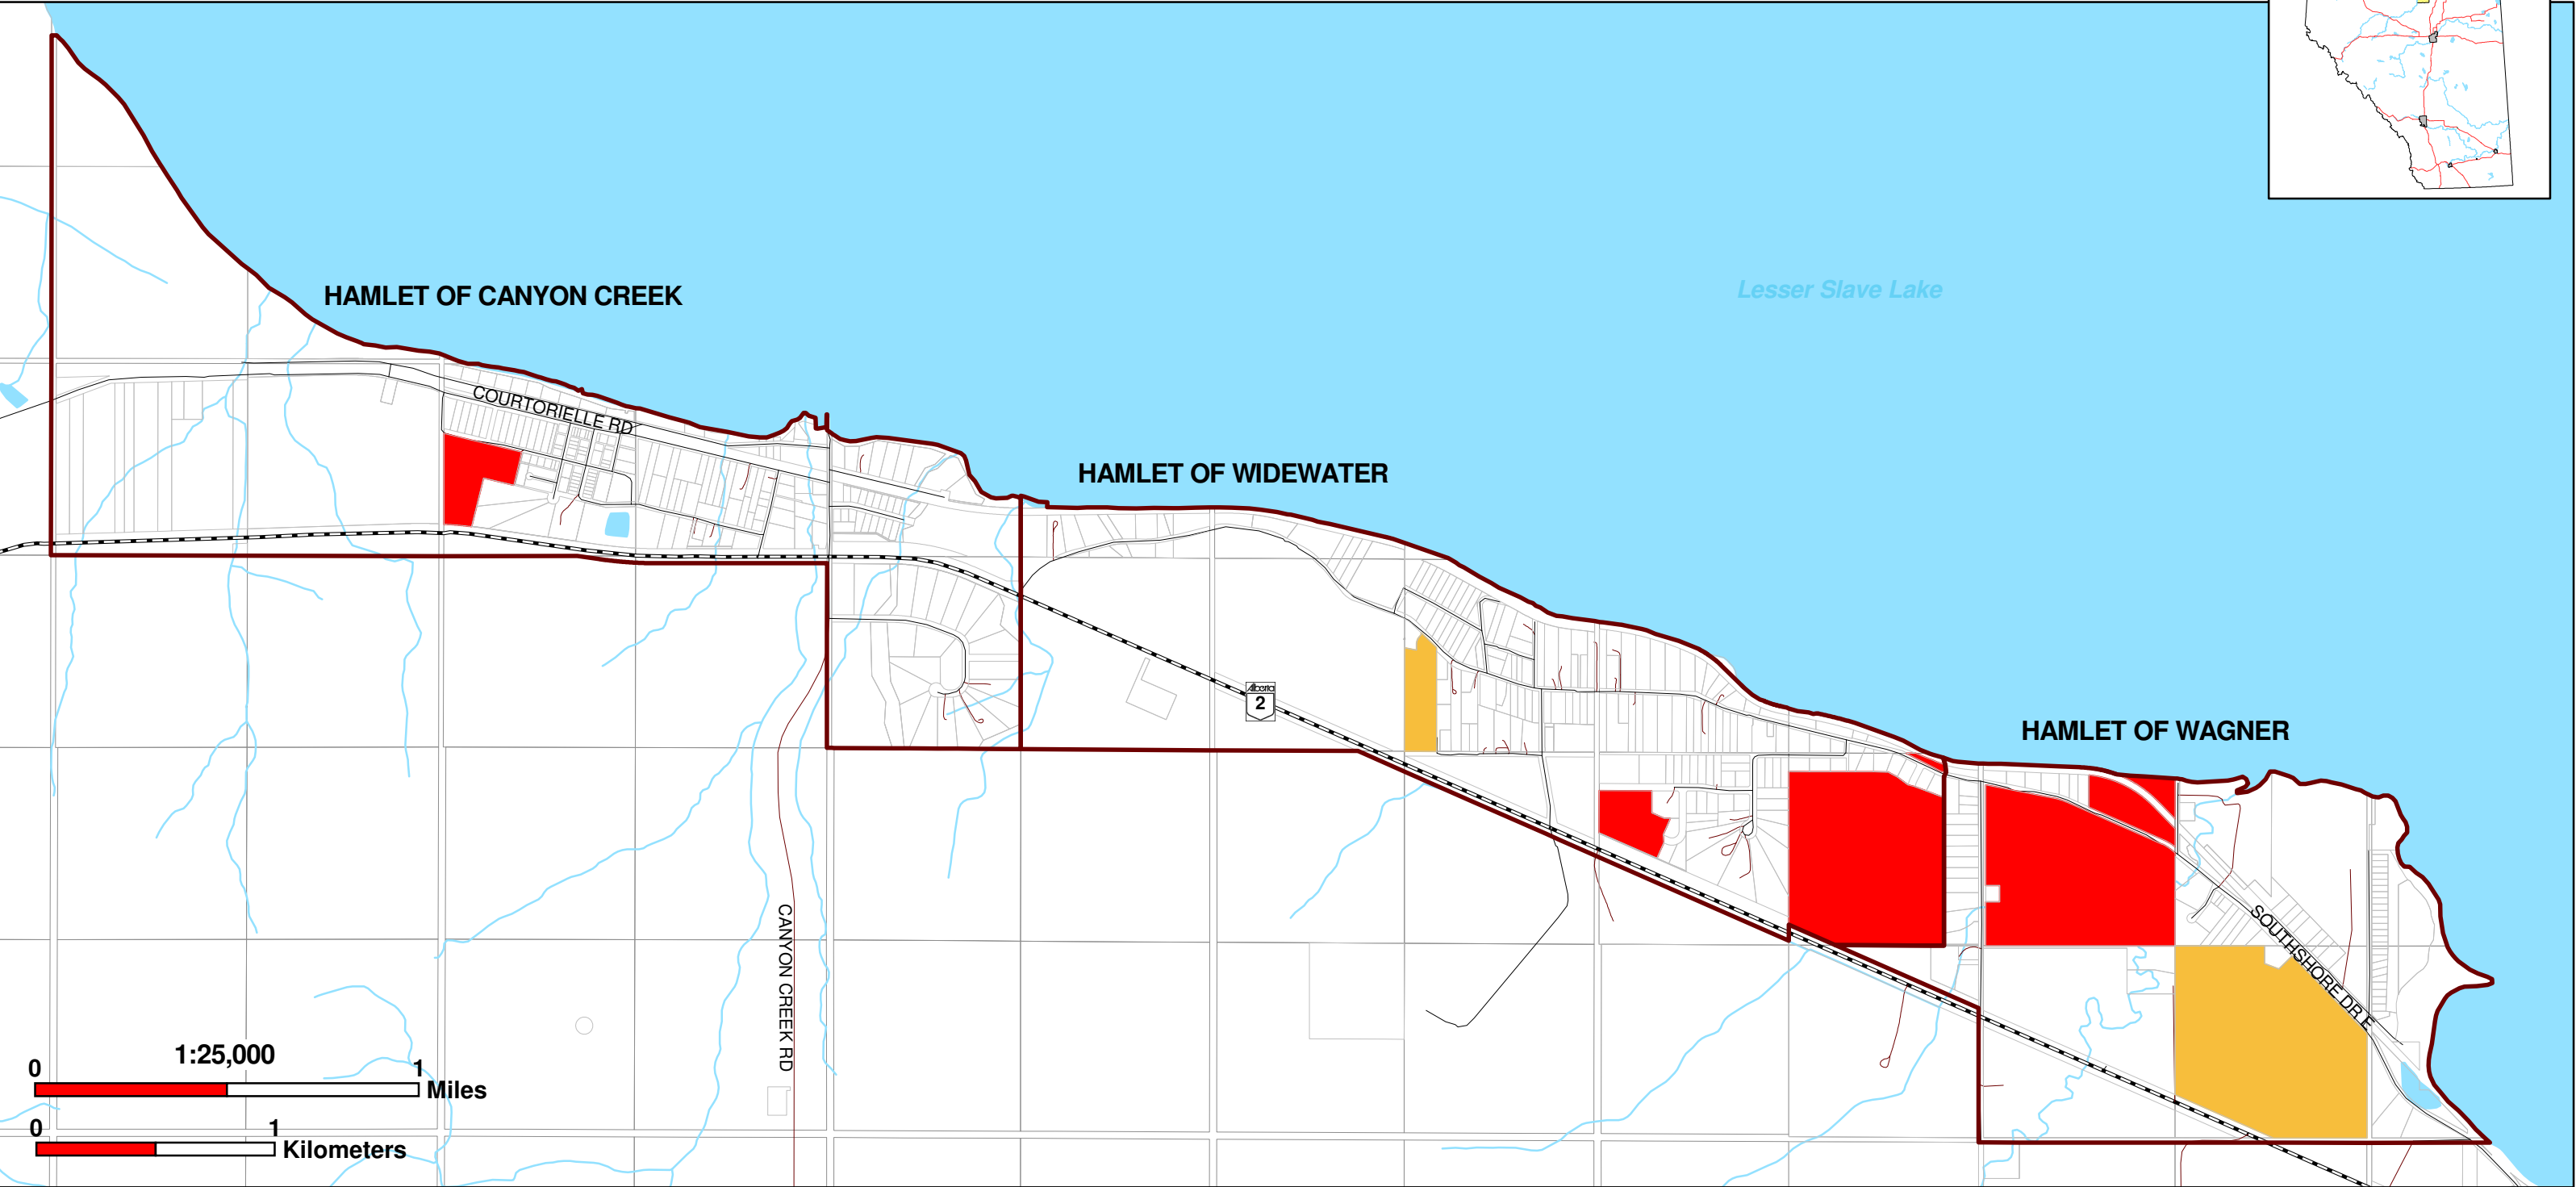 HAMLET OF CANYON CREEK
Lesser Slave Lake
COURTORIELLE RD
HAMLET OF WIDEWATER
Alberta
2
HAMLET OF WAGNER
CANYON CREEK RD
SOUTHSHORE DR E
1:25,000
0 1 Miles
0 1 Kilometers